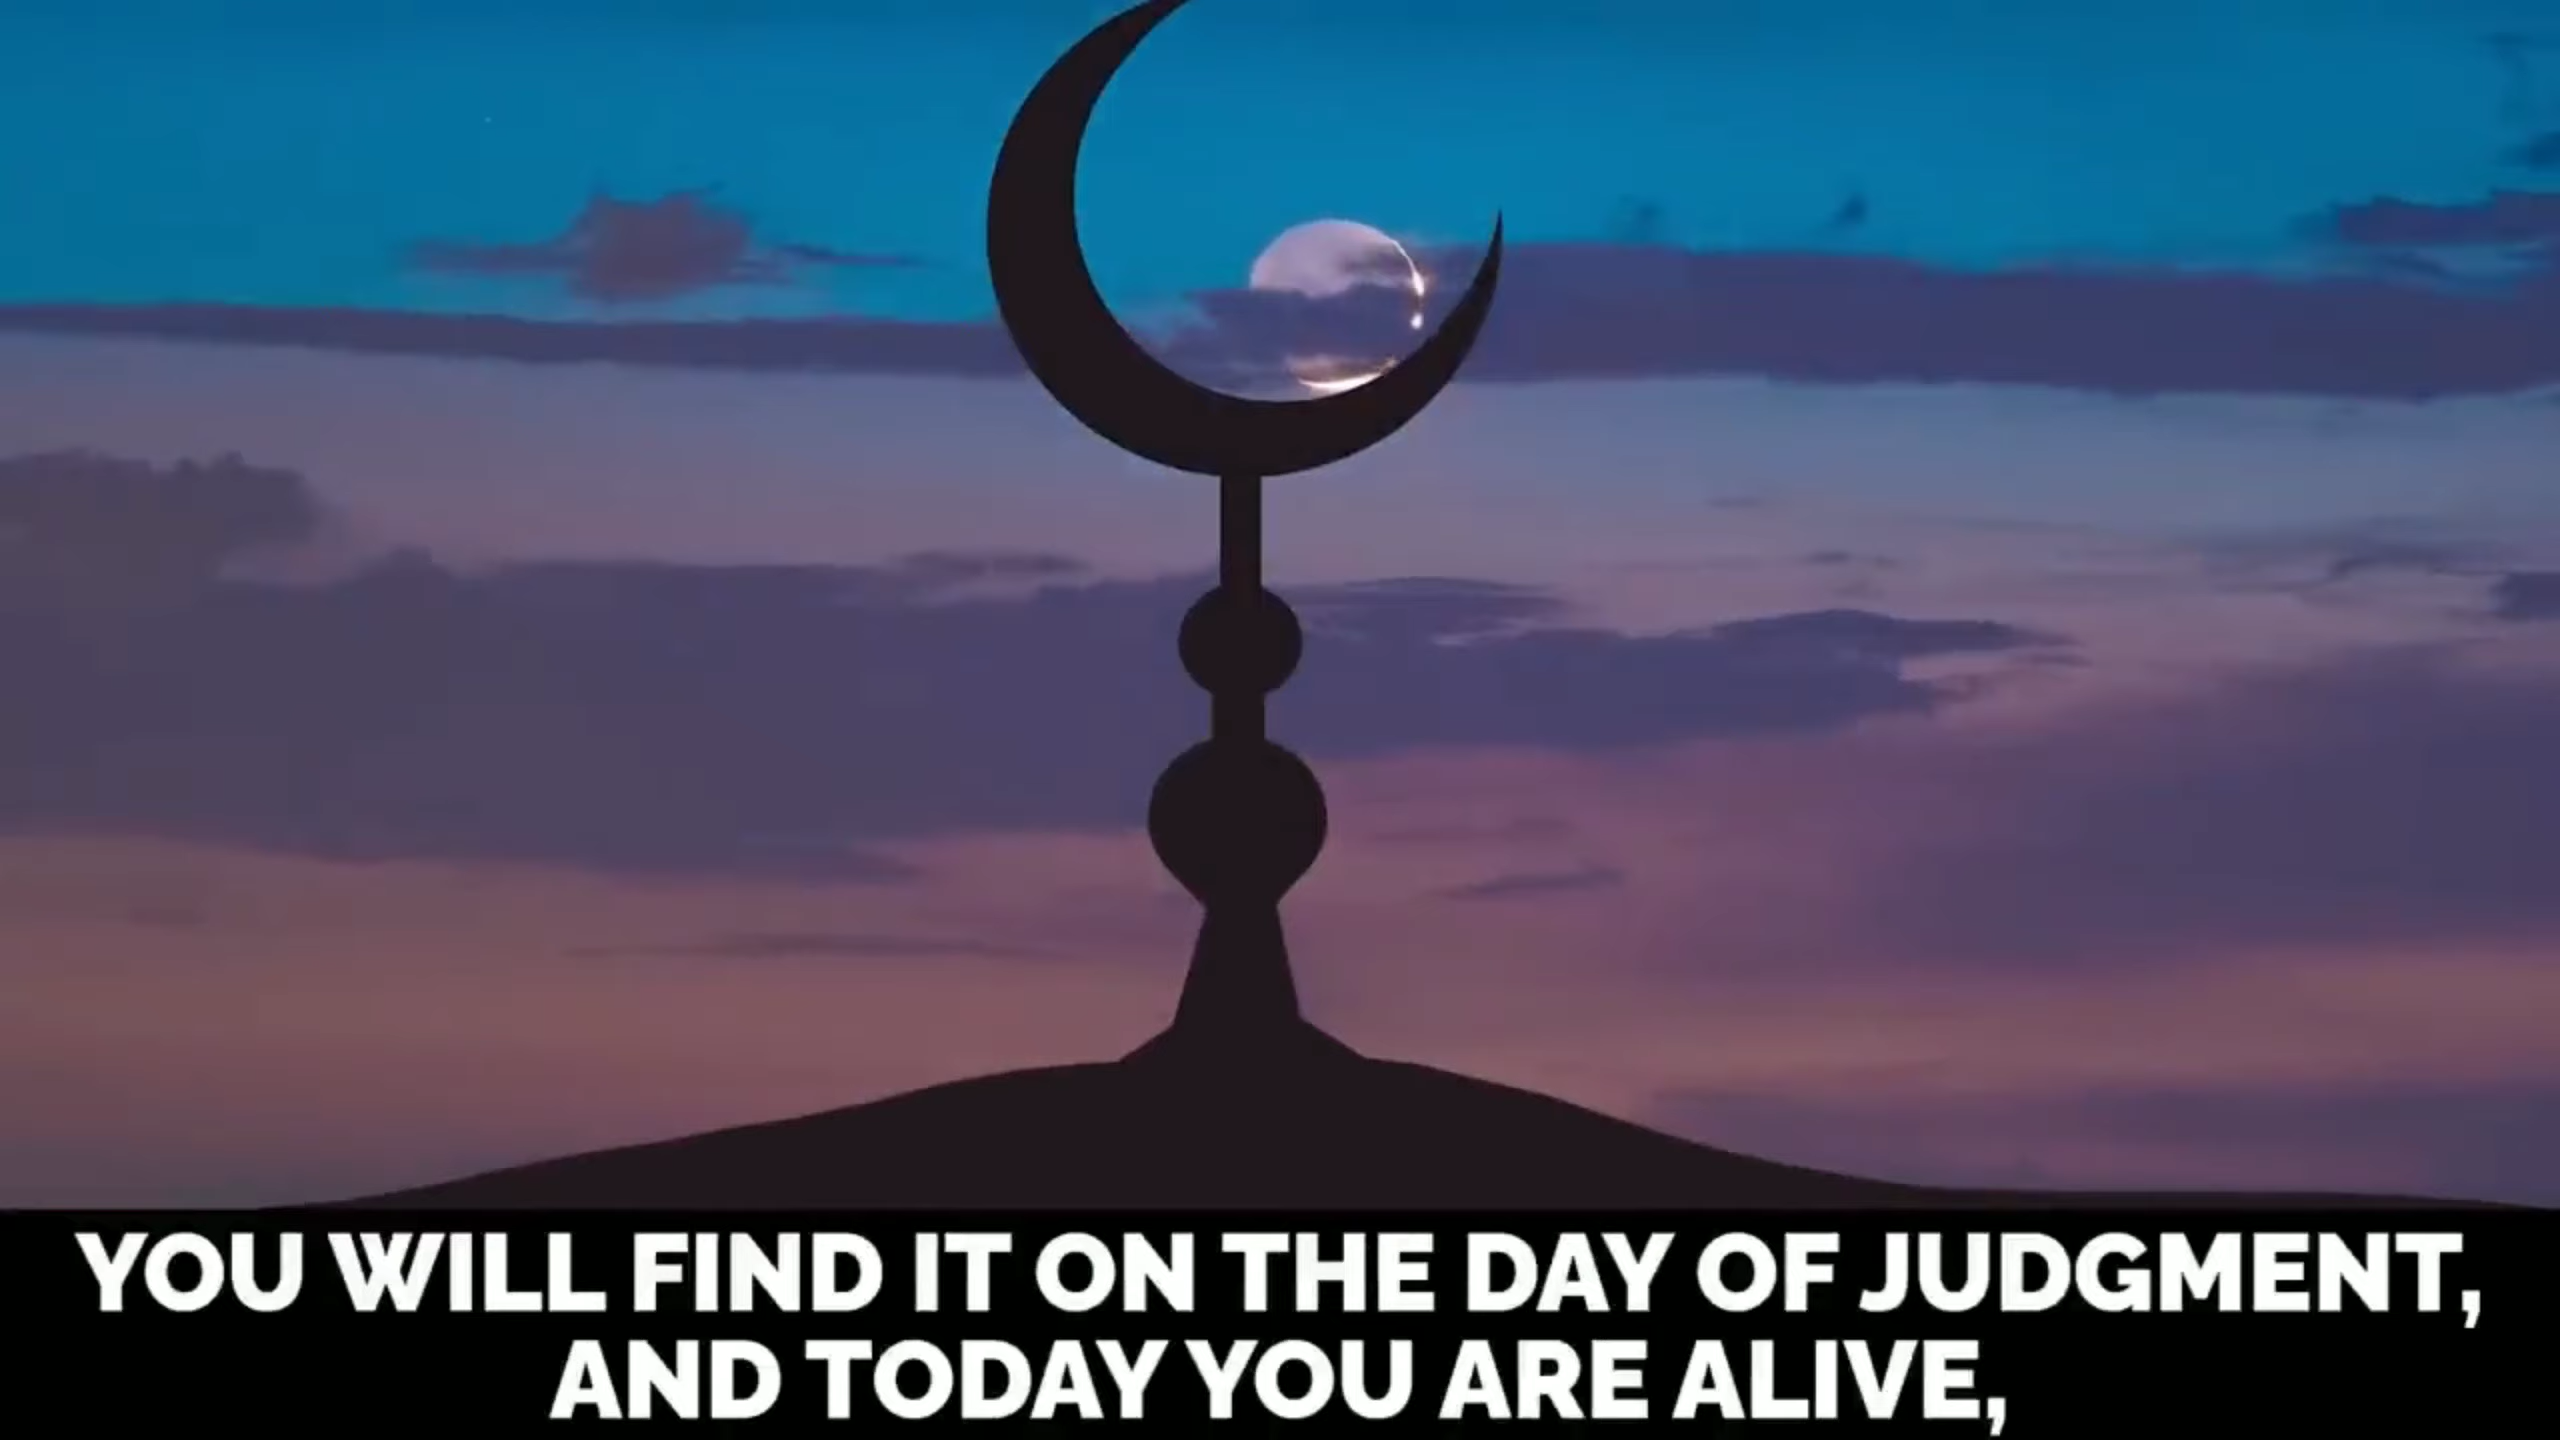 YOU WILL FIND IT ON THE DAY OF JUDGMENT,
AND TODAY YOU ARE ALIVE,